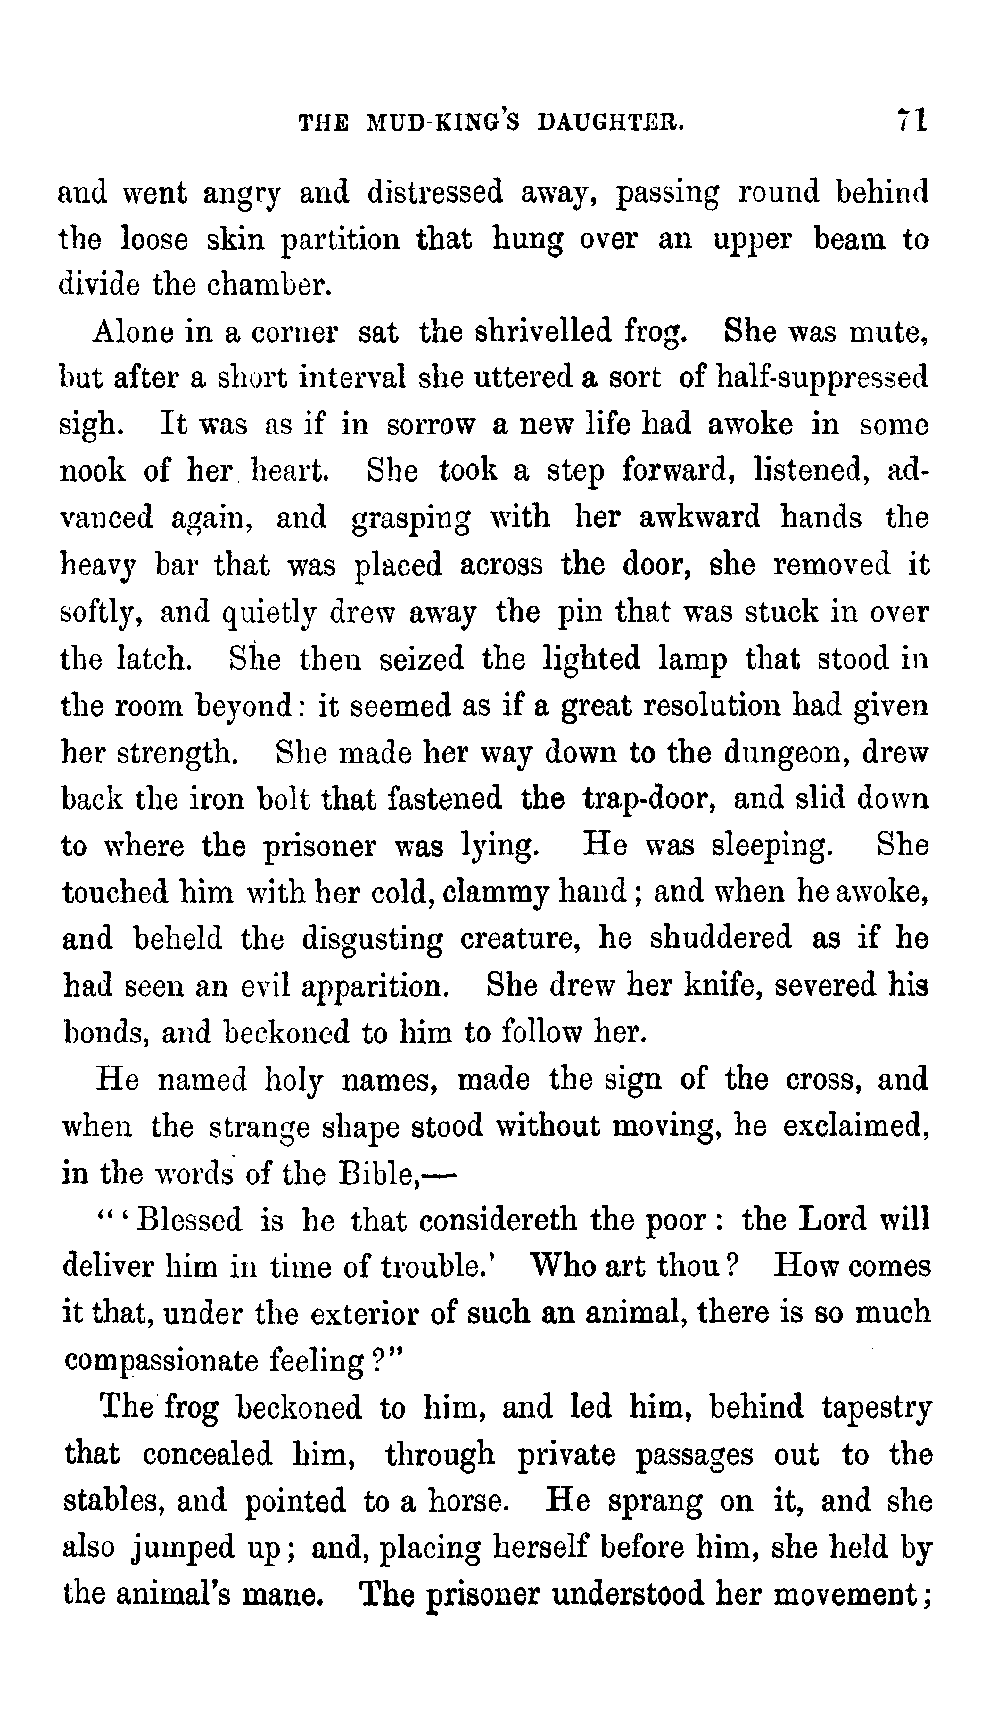 THE MUD-KING'S DAUGHTER. 71
and went angry and distressed away, passing round behind
the loose skin partition that hung over an upper beam to
divide the chamber.
Alone in a corner sat the shrivelled frog. She was mute,
but after a short interval she uttered a sort of half-suppressed
sigh. It was as if in sorrow a new life had awoke in some
nook of her heart. She took a step forward, listened, ad-
vanced again, and grasping with her awkward hands the
heavy bar that was placed across the door, she removed it
softly, and quietly drew away the pin that was stuck in over
the latch. She then seized the lighted lamp that stood in
the room beyond: it seemed as if a great resolution had given
her strength. She made her way down to the dungeon, drew
back the iron bolt that fastened the trap-door, and slid down
to where the prisoner was lying. He was sleeping. She
touched him with her cold, clammy hand; and when he awoke,
and beheld the disgusting creature, he shuddered as if he
had seen an evil apparition. She drew her knife, severed his
bonds, and beckoned to him to follow her.
He named holy names, made the sign of the cross, and
when the strange shape stood without moving, he exclaimed,
in the words of the Bible,—
"'Blessed is he that considereth the poor: the Lord will
deliver him in time of trouble.' Who art thou? How comes
it that, under the exterior of such an animal, there is so much
compassionate feeling?"
The frog beckoned to him, and led him, behind tapestry
that concealed him, through private passages out to the
stables, and pointed to a horse. He sprang on it, and she
also jumped up; and, placing herself before him, she held by
the animal's mane. The prisoner understood her movement;